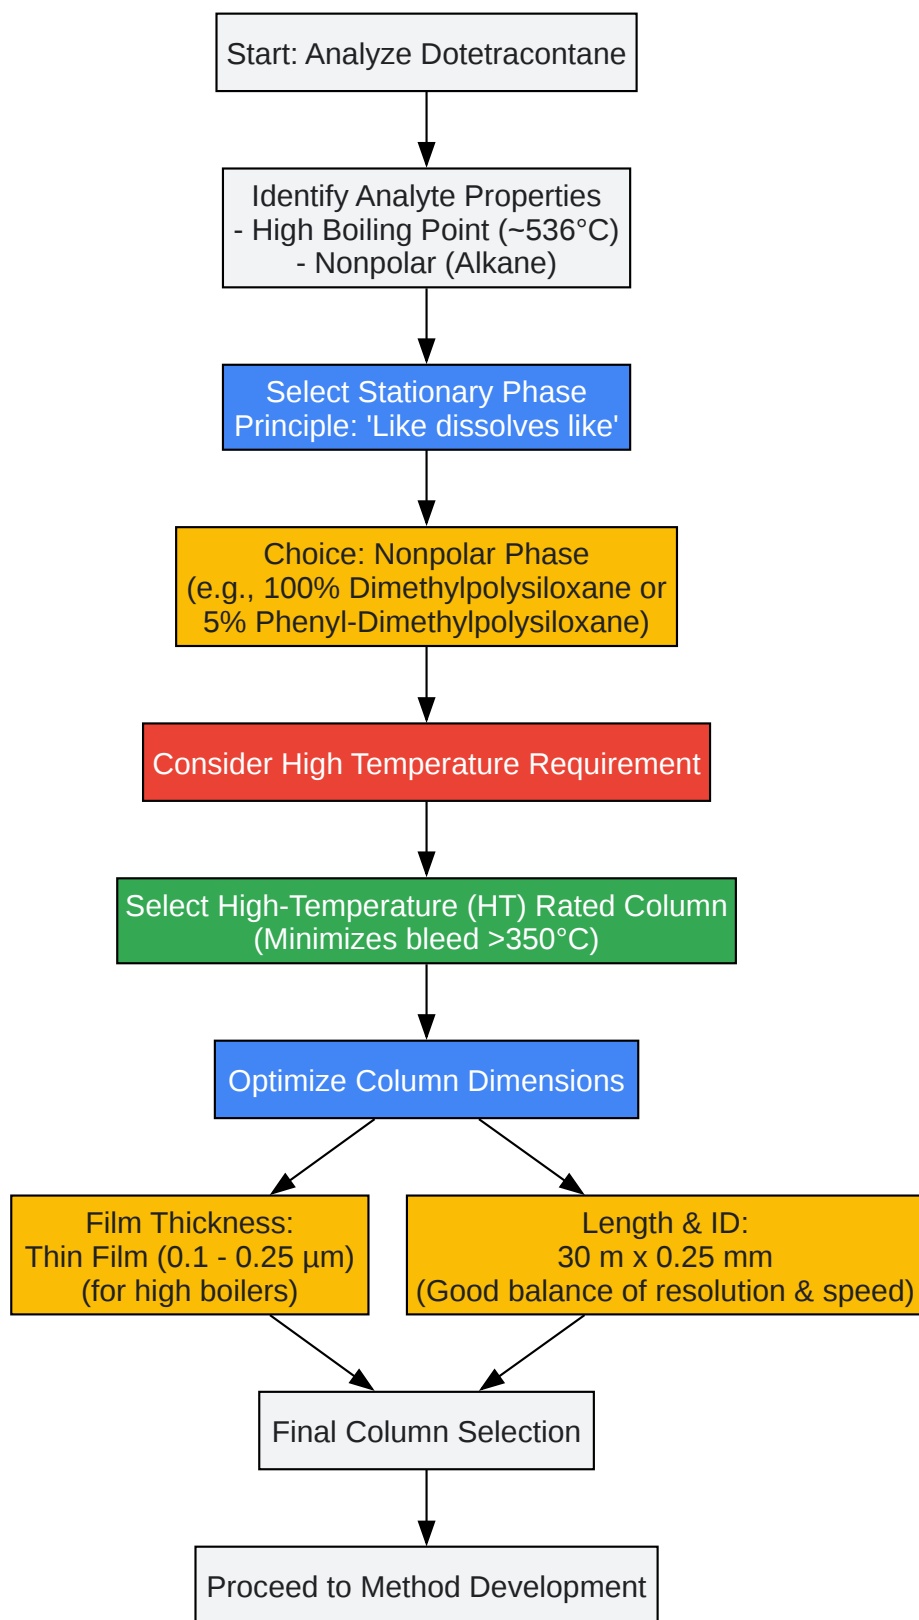 Start: Analyze Dotetracontane
Identify Analyte Properties
- High Boiling Point (~536°C)
- Nonpolar (Alkane)
Select Stationary Phase
Principle: 'Like dissolves like'
Choice: Nonpolar Phase
(e.g., 100% Dimethylpolysiloxane or
5% Phenyl-Dimethylpolysiloxane)
Consider High Temperature Requirement
Select High-Temperature (HT) Rated Column
(Minimizes bleed >350°C)
Optimize Column Dimensions
Film Thickness:
Thin Film (0.1 - 0.25 µm)
(for high boilers)
Length & ID:
30 m x 0.25 mm
(Good balance of resolution & speed)
Final Column Selection
Proceed to Method Development